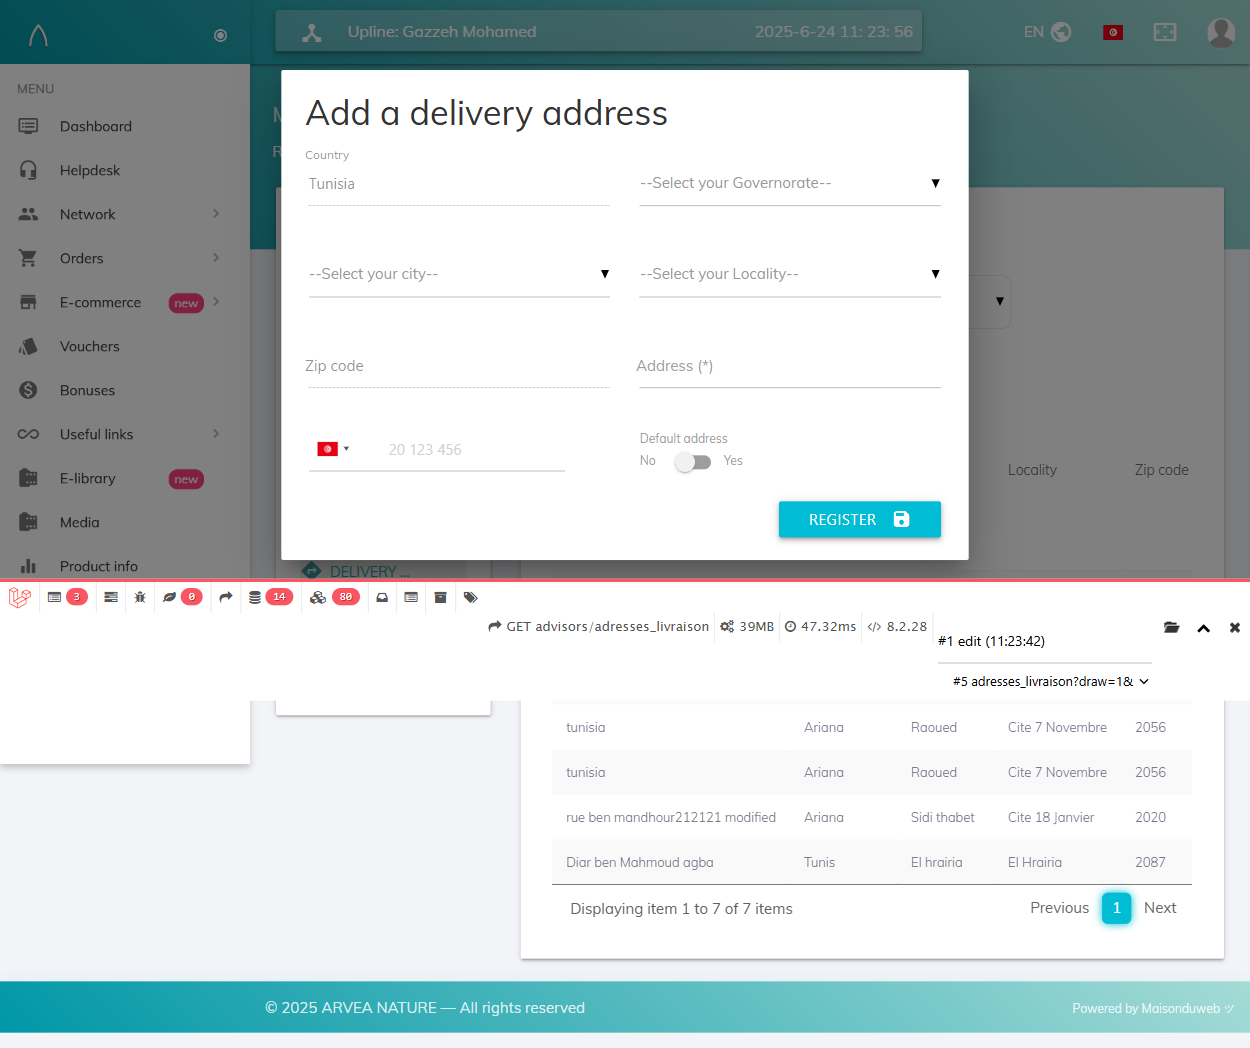 Upline: Gazzeh Mohamed
2025-6-24 11: 23: 56
EN
MENU
Dashboard
Helpdesk
Network
Orders
E-commerce new
Vouchers
Bonuses
Useful links
E-library new
Media
Product info
Add a delivery address
Country
Tunisia
--Select your Governorate--
--Select your city--
--Select your Locality--
Zip code
Address (*)
20 123 456
Default address
No Yes
REGISTER
Locality
Zip code
DELIVERY ...
3 0 14 80
GET advisors/adresses_livraison 39MB 47.32ms 8.2.28
#1 edit (11:23:42)
#5 adresses_livraison?draw=1&
tunisia Ariana Raoued Cite 7 Novembre 2056
tunisia Ariana Raoued Cite 7 Novembre 2056
rue ben mandhour212121 modified Ariana Sidi thabet Cite 18 Janvier 2020
Diar ben Mahmoud agba Tunis El hrairia El Hrairia 2087
Displaying item 1 to 7 of 7 items
Previous 1 Next
© 2025 ARVEA NATURE — All rights reserved
Powered by Maisonduweb ツ